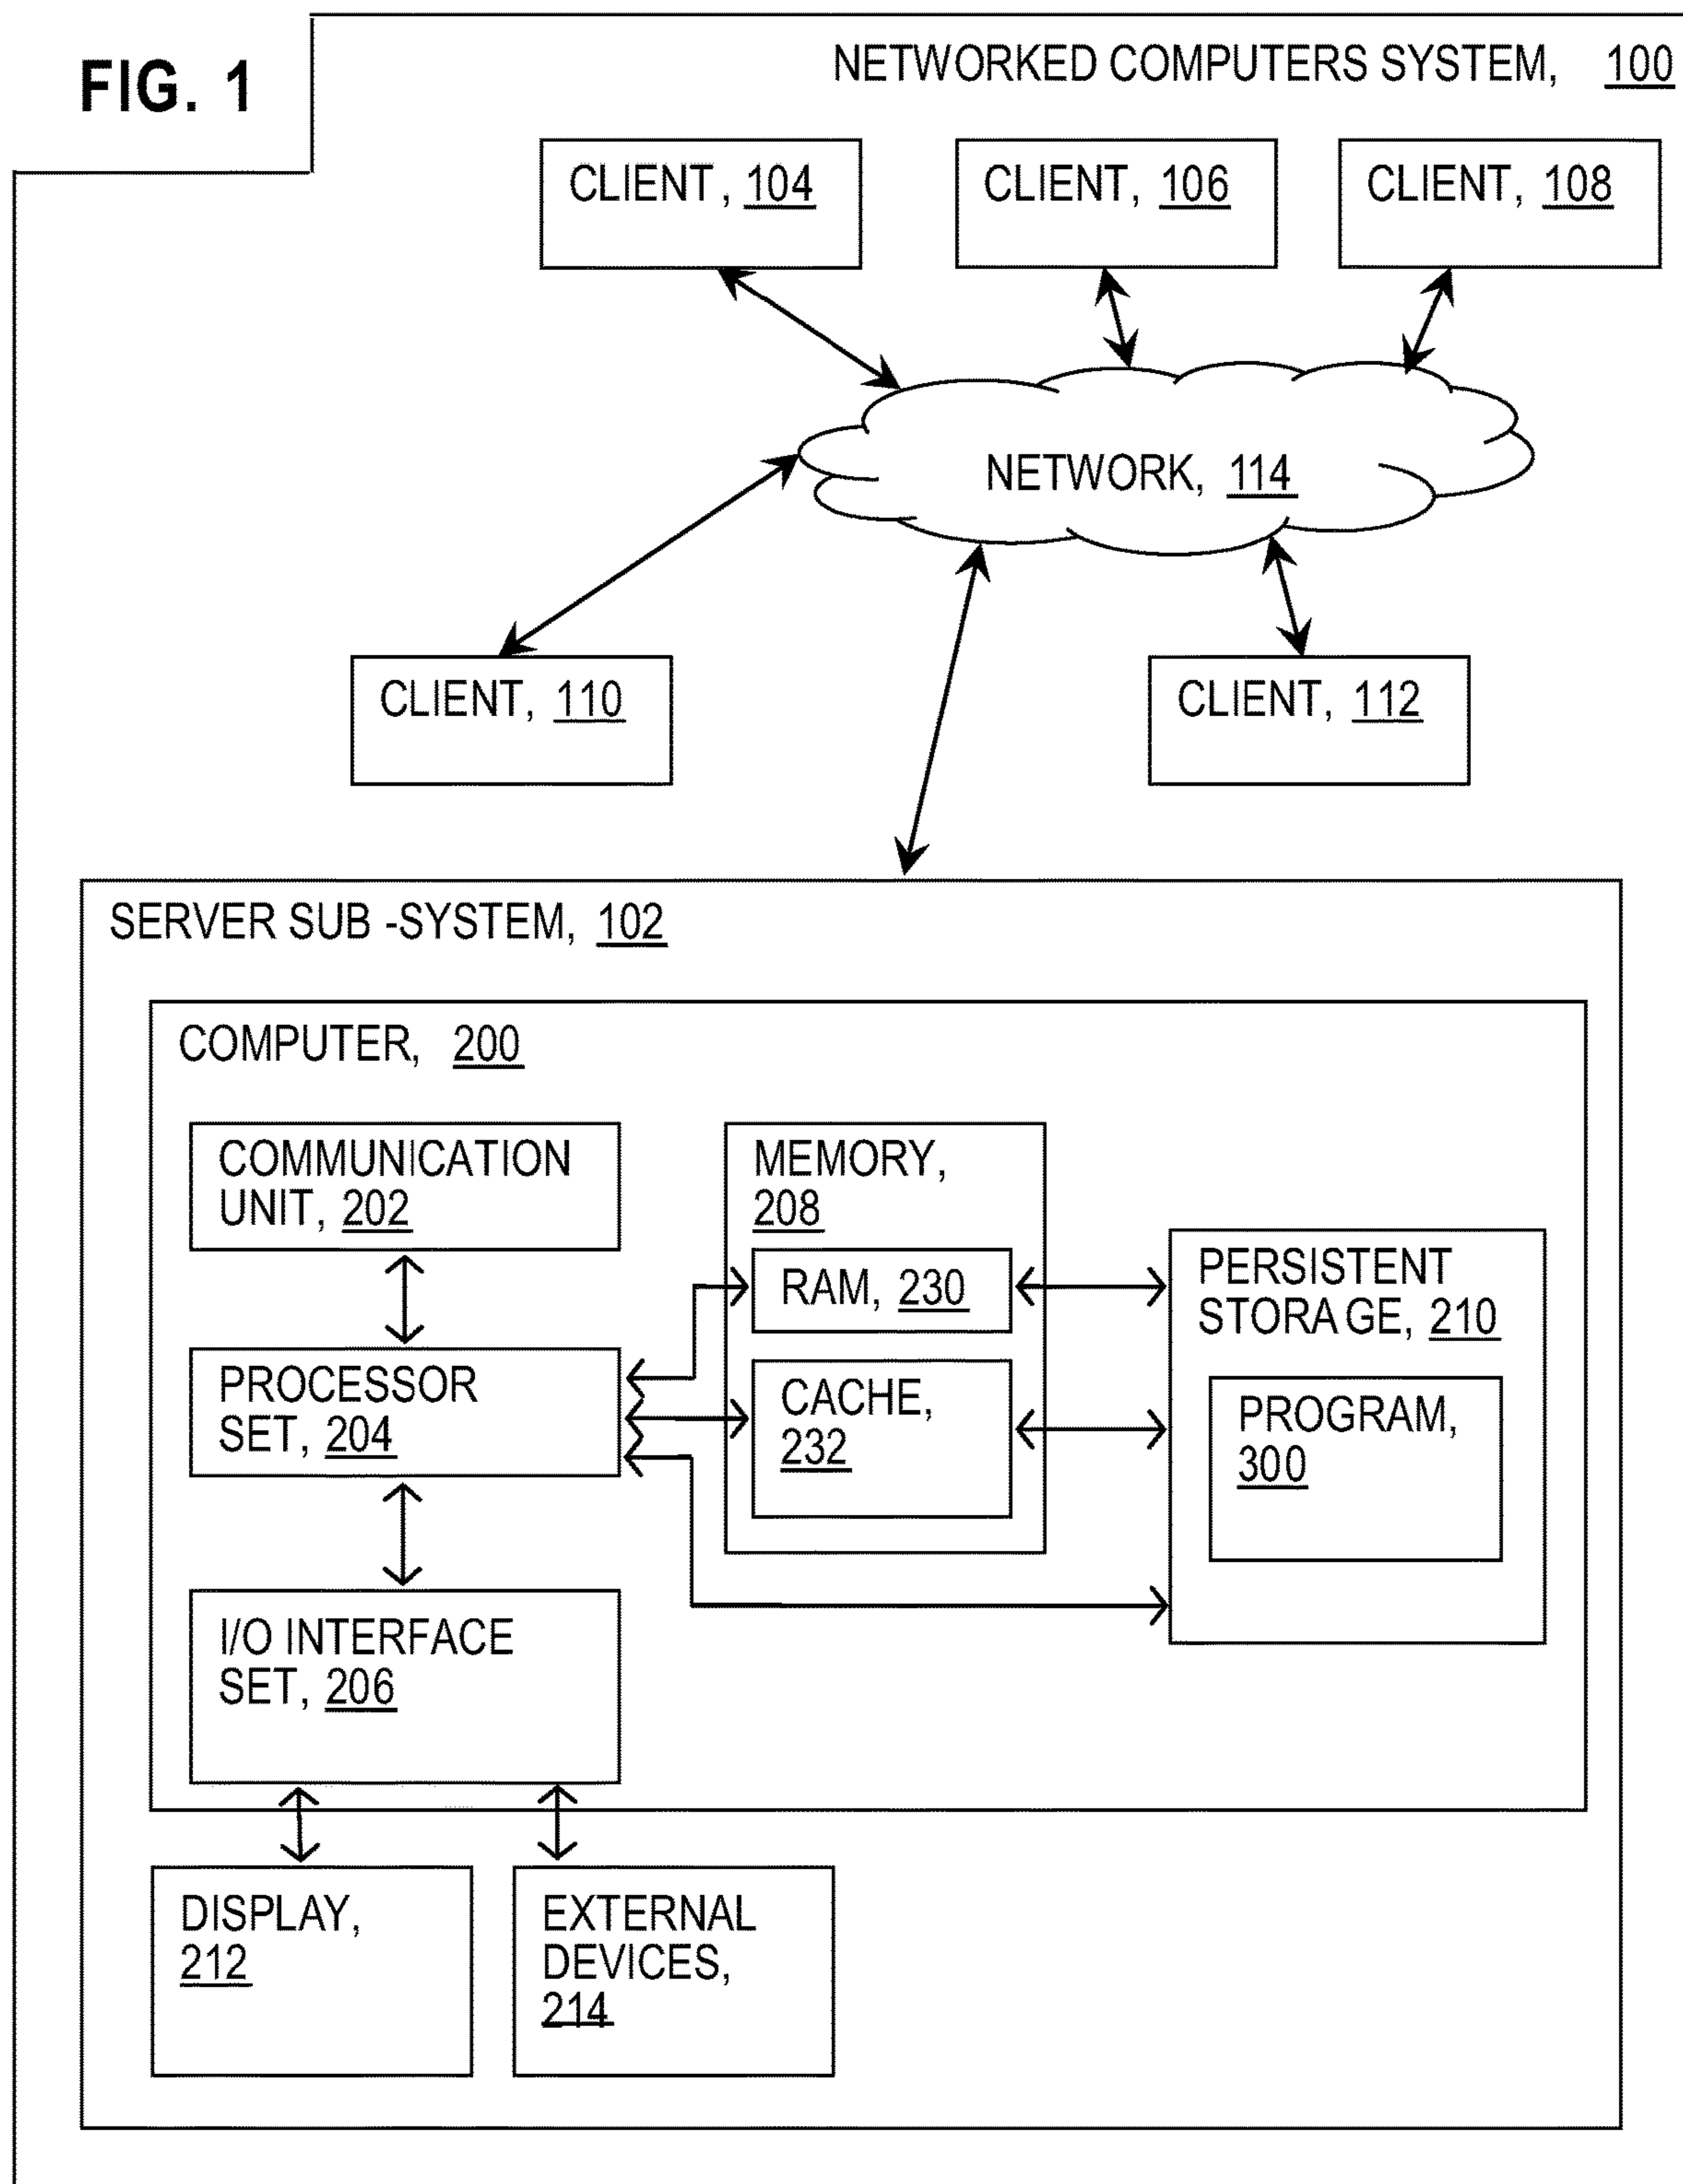 FIG. 1
NETWORKED COMPUTERS SYSTEM, 100
CLIENT, 104
CLIENT, 106
CLIENT, 108
NETWORK, 114
CLIENT, 110
CLIENT, 112
SERVER SUB -SYSTEM, 102
COMPUTER, 200
COMMUNICATION
UNIT, 202
PROCESSOR
SET, 204
I/O INTERFACE
SET, 206
MEMORY,
208
RAM, 230
CACHE,
232
PERSISTENT
STORAGE, 210
PROGRAM,
300
DISPLAY,
212
EXTERNAL
DEVICES,
214